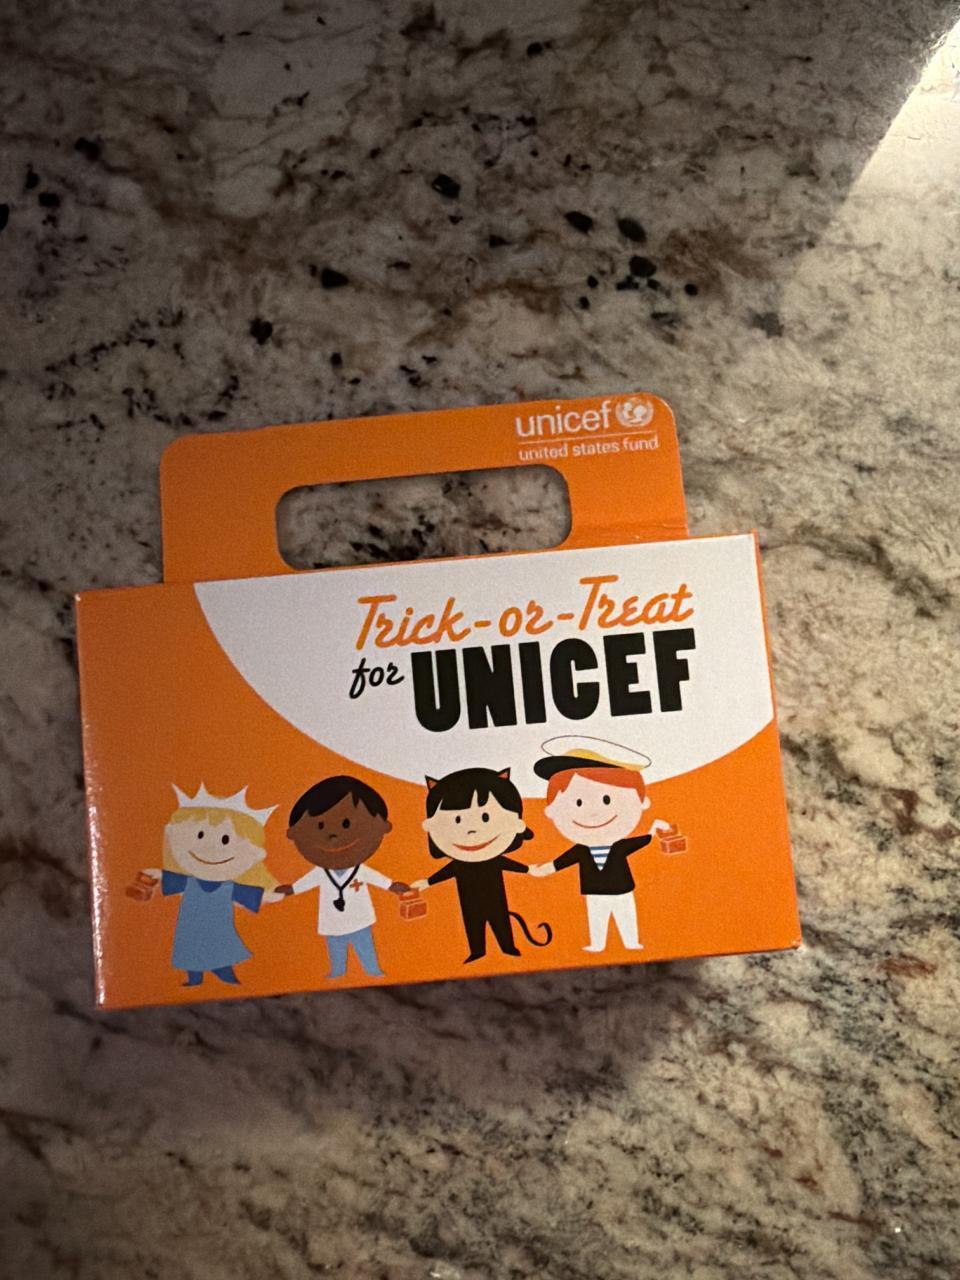 unicef
united states fund
Trick-or-Treat
for UNICEF